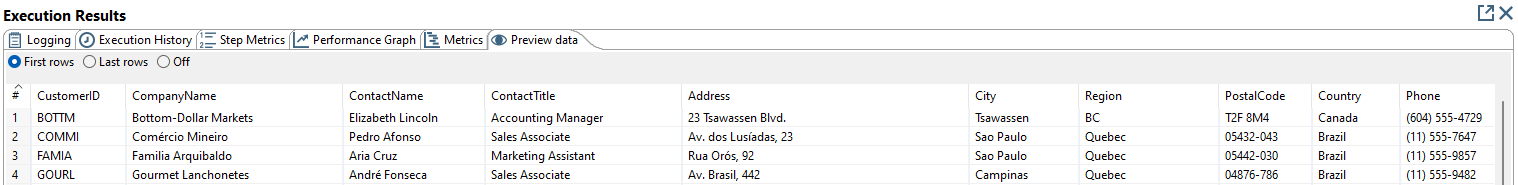 Execution Results
Logging Execution History Step Metrics Performance Graph Metrics Preview data
First rows Last rows Off
# CustomerID CompanyName ContactName ContactTitle Address City Region PostalCode Country Phone
1 BOTTM Bottom-Dollar Markets Elizabeth Lincoln Accounting Manager 23 Tsawassen Blvd. Tsawassen BC T2F 8M4 Canada (604) 555-4729
2 COMMI Comércio Mineiro Pedro Afonso Sales Associate Av. dos Lusíadas, 23 Sao Paulo Quebec 05432-043 Brazil (11) 555-7647
3 FAMIA Familia Arquibaldo Aria Cruz Marketing Assistant Rua Orós, 92 Sao Paulo Quebec 05442-030 Brazil (11) 555-9857
4 GOURL Gourmet Lanchonetes André Fonseca Sales Associate Av. Brasil, 442 Campinas Quebec 04876-786 Brazil (11) 555-9482